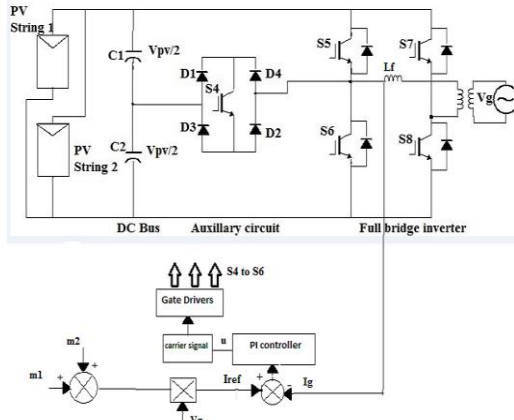 PV
String 1
C1
Vpv/2
D1
D4
S4
S5
S7
Lf
Vg
C2
Vpv/2
D3
D2
S6
S8
PV
String 2
DC Bus
Auxillary circuit
Full bridge inverter
S4 to S6
Gate Drivers
m2
carrier signal
u
PI controller
+
m1
+
Iref
+
-
Ig